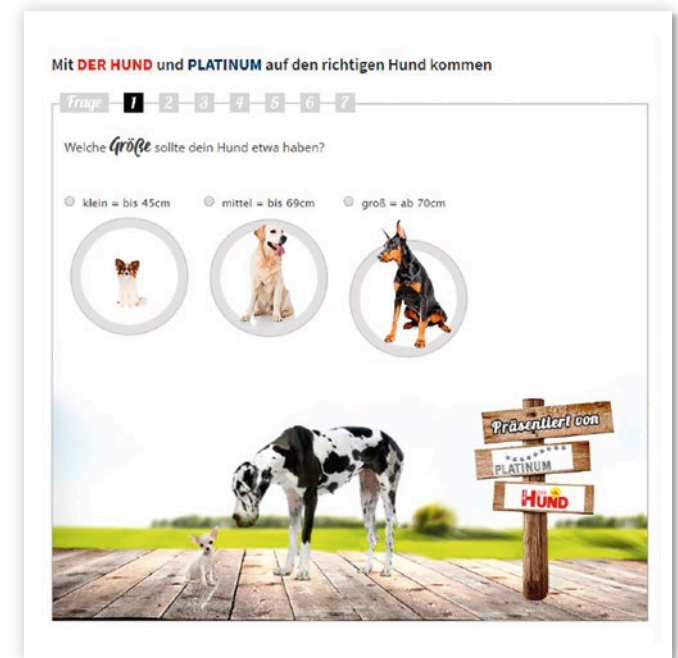 Mit DER HUND und PLATINUM auf den richtigen Hund kommen
Frage 1 2 3 4 5 6 7
Welche Größe sollte dein Hund etwa haben?
klein = bis 45cm mittel = bis 69cm groß = ab 70cm
Präsentiert von
PLATINUM
HUND